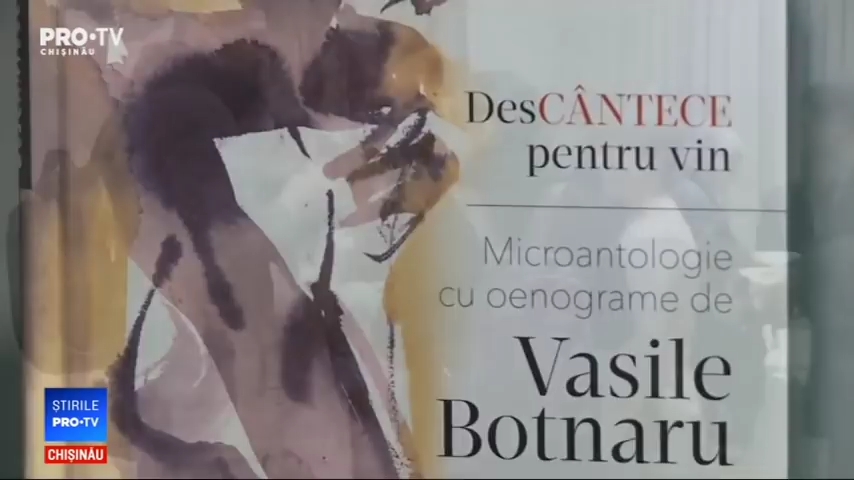 PRO•TV
CHIȘINĂU
DesCÂNTECE
pentru vin
Microantologie
cu oenograme de
Vasile
Botnaru
ȘTIRILE
PRO•TV
CHIȘINĂU